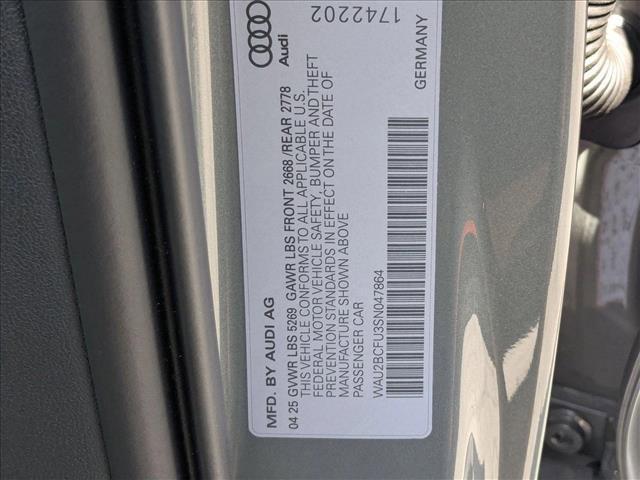 MFD. BY AUDI AG
Audi
04 25 GVWR LBS 5269 GAWR LBS FRONT 2668 /REAR 2778
THIS VEHICLE CONFORMS TO ALL APPLICABLE U.S.
FEDERAL MOTOR VEHICLE SAFETY, BUMPER AND THEFT
PREVENTION STANDARDS IN EFFECT ON THE DATE OF
MANUFACTURE SHOWN ABOVE
PASSENGER CAR
WAU2BCFU3SN047864
1742202
GERMANY